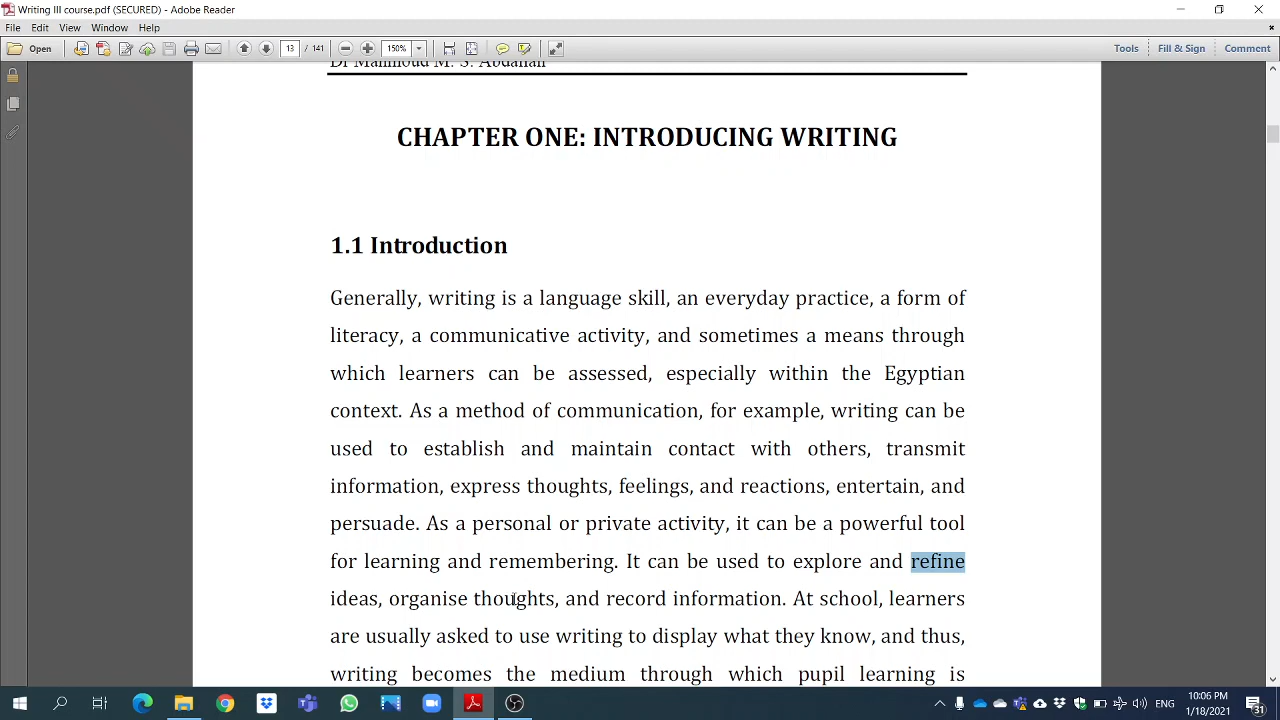 Writing III course.pdf (SECURED) - Adobe Reader
File Edit View Window Help
Open 13 / 141 150% Tools Fill & Sign Comment
Dr Mahmoud M. S. Abdallah
CHAPTER ONE: INTRODUCING WRITING
1.1 Introduction
Generally, writing is a language skill, an everyday practice, a form of
literacy, a communicative activity, and sometimes a means through
which learners can be assessed, especially within the Egyptian
context. As a method of communication, for example, writing can be
used to establish and maintain contact with others, transmit
information, express thoughts, feelings, and reactions, entertain, and
persuade. As a personal or private activity, it can be a powerful tool
for learning and remembering. It can be used to explore and refine
ideas, organise thoughts, and record information. At school, learners
are usually asked to use writing to display what they know, and thus,
writing becomes the medium through which pupil learning is
ENG
10:06 PM
1/18/2021
31